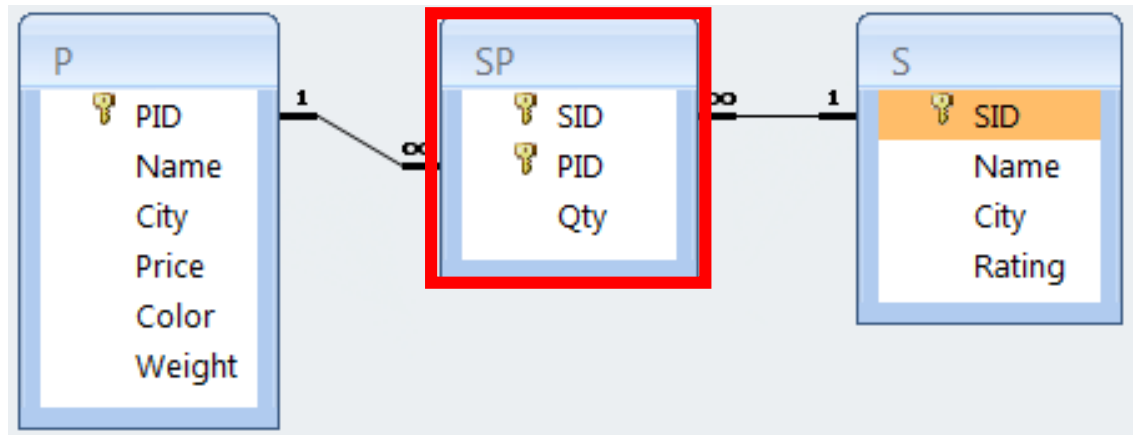 P
PID
Name
City
Price
Color
Weight
1
∞
SP
SID
PID
Qty
∞
1
S
SID
Name
City
Rating